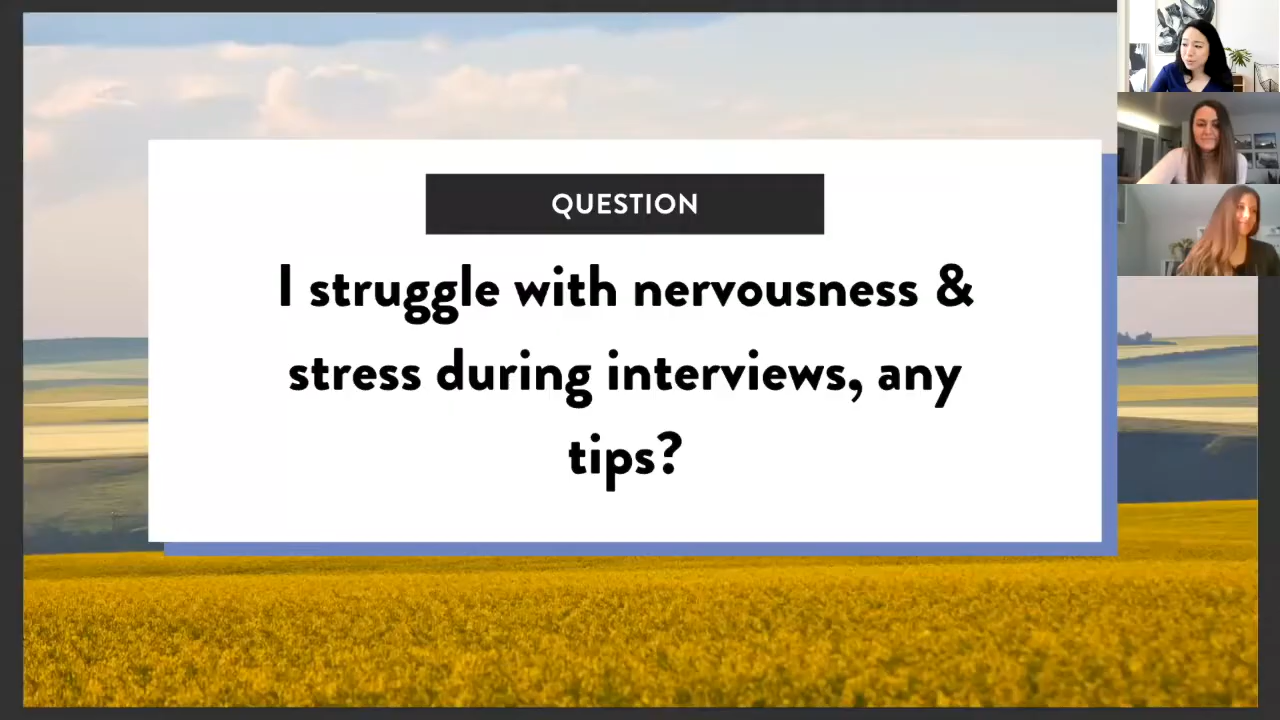 QUESTION
I struggle with nervousness &
stress during interviews, any
tips?